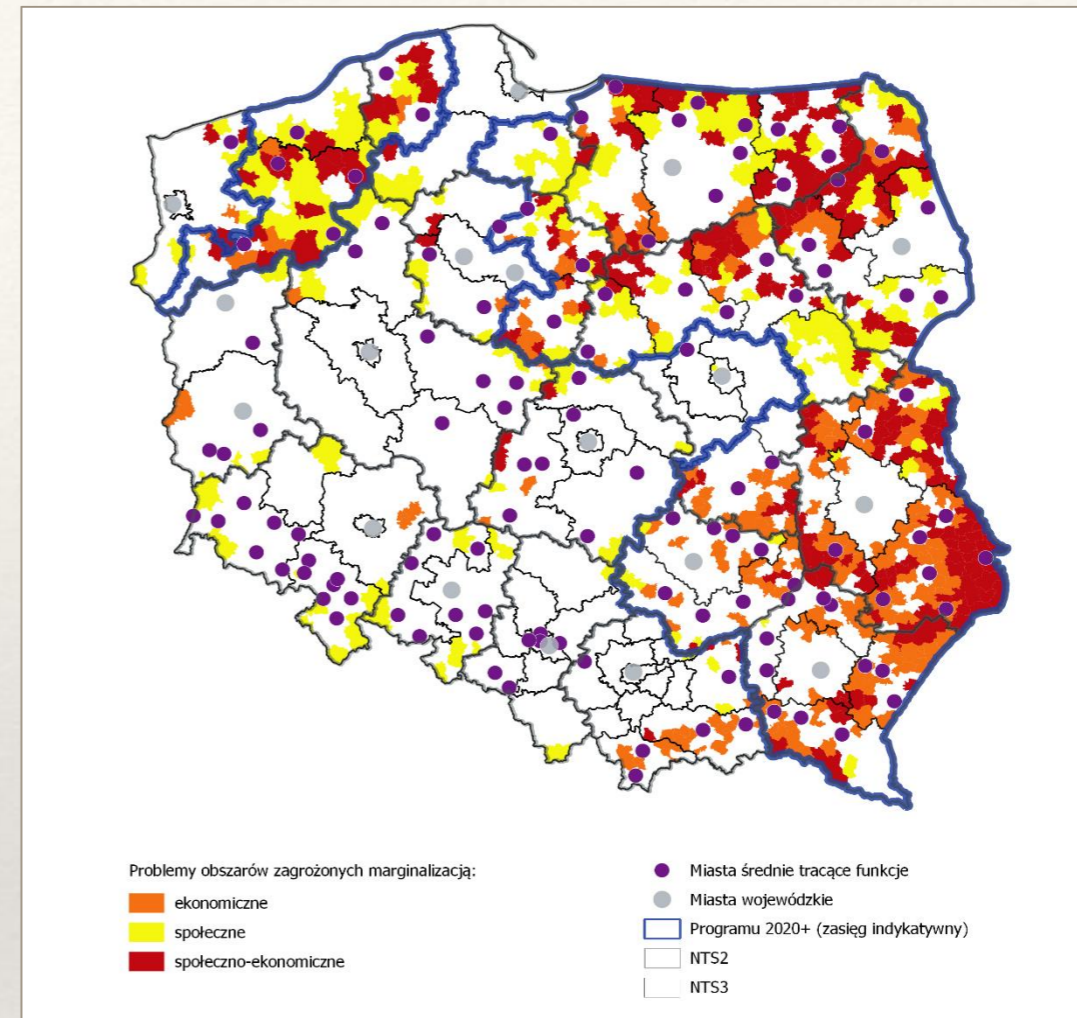 Problemy obszarów zagrożonych marginalizacją:
ekonomiczne
społeczne
społeczno-ekonomiczne
Miasta średnie tracące funkcje
Miasta wojewódzkie
Programu 2020+ (zasięg indykatywny)
NTS2
NTS3